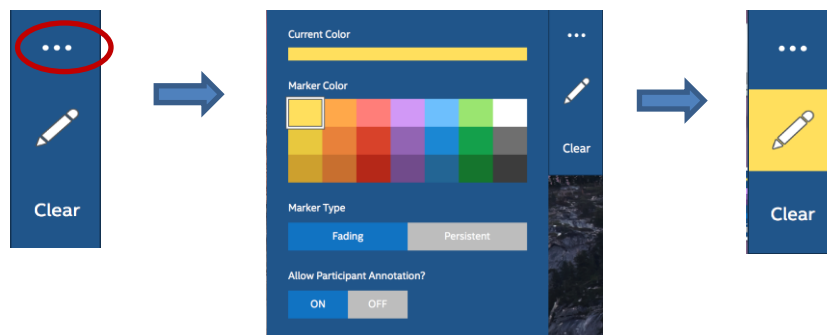 ...
Clear
Current Color
Marker Color
Marker Type
Fading Persistent
Allow Participant Annotation?
ON OFF
...
Clear
...
Clear